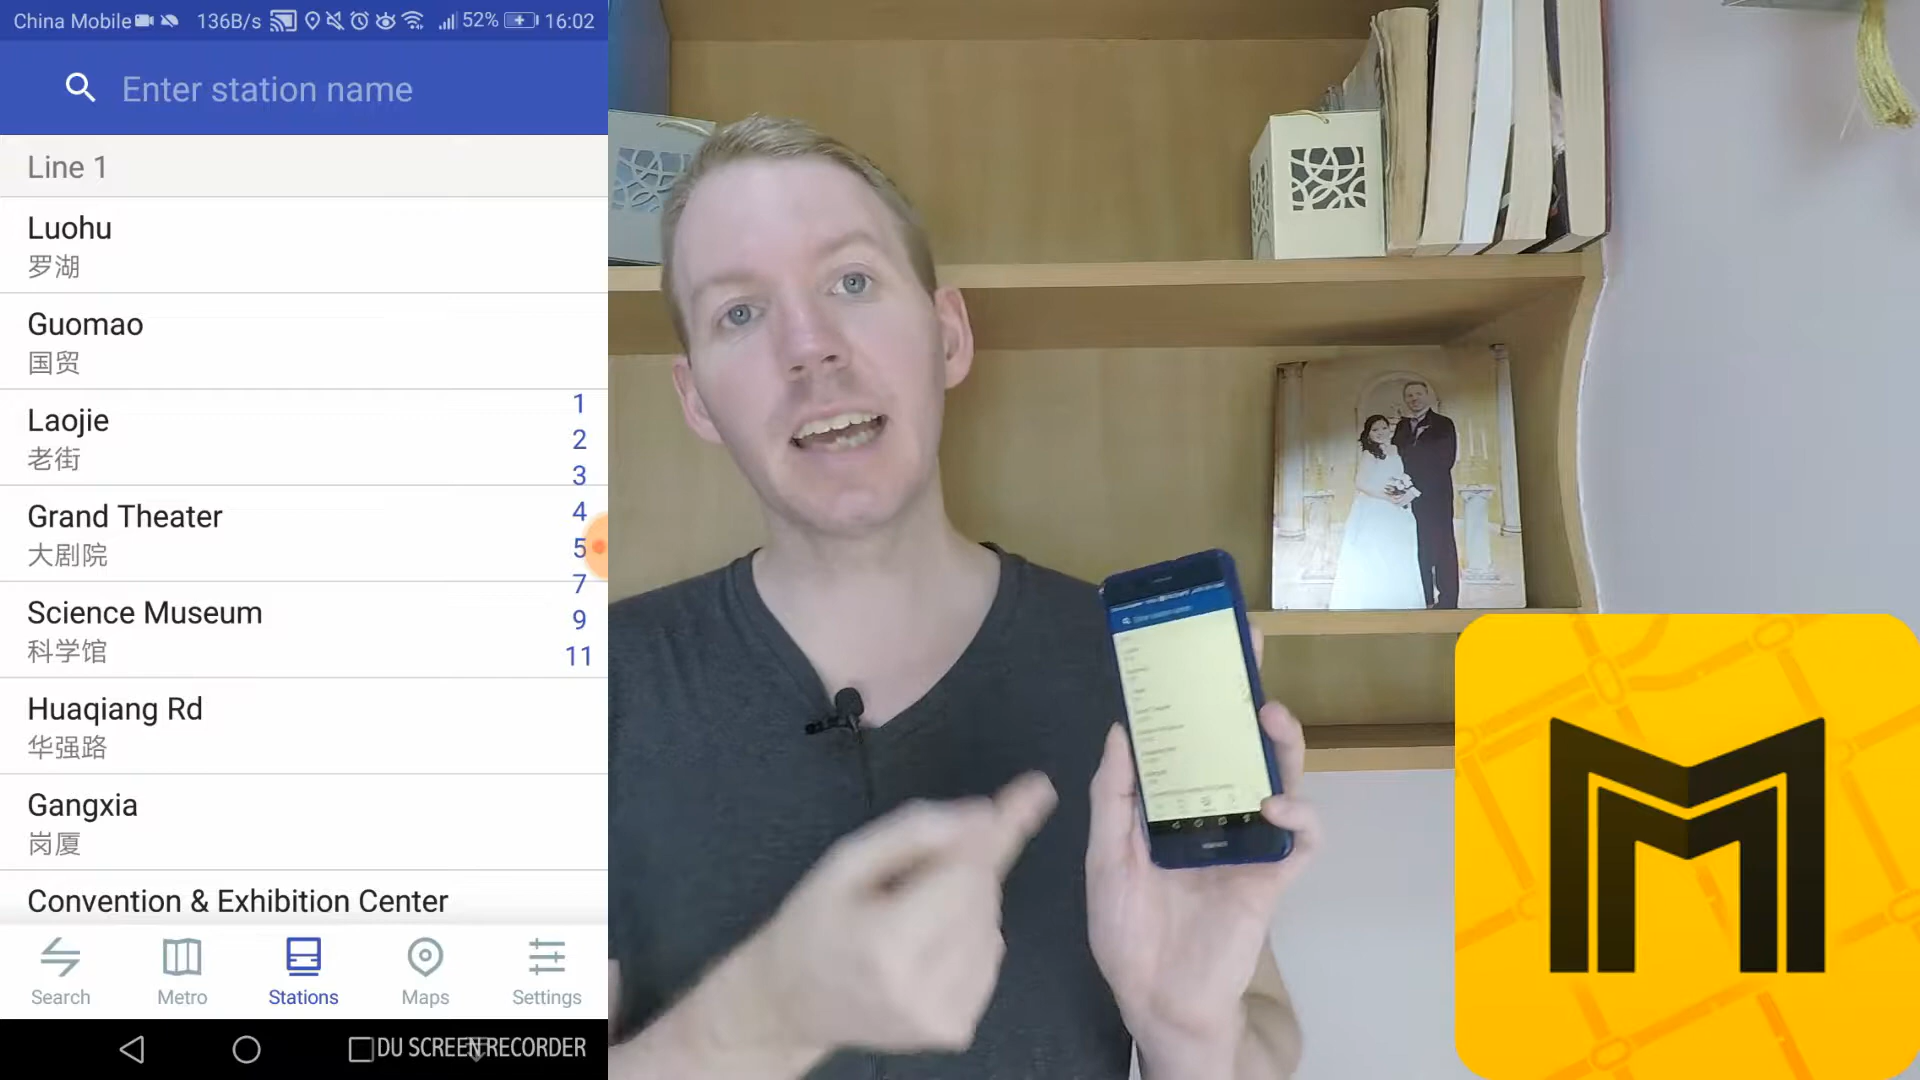 China Mobile 136B/s 52% 16:02
Enter station name
Line 1
Luohu
罗湖
Guomao
国贸
Laojie
老街
Grand Theater
大剧院
Science Museum
科学馆
Huaqiang Rd
华强路
Gangxia
岗厦
Convention & Exhibition Center
1
2
3
4
5
7
9
11
Search Metro Stations Maps Settings
DU SCREEN RECORDER